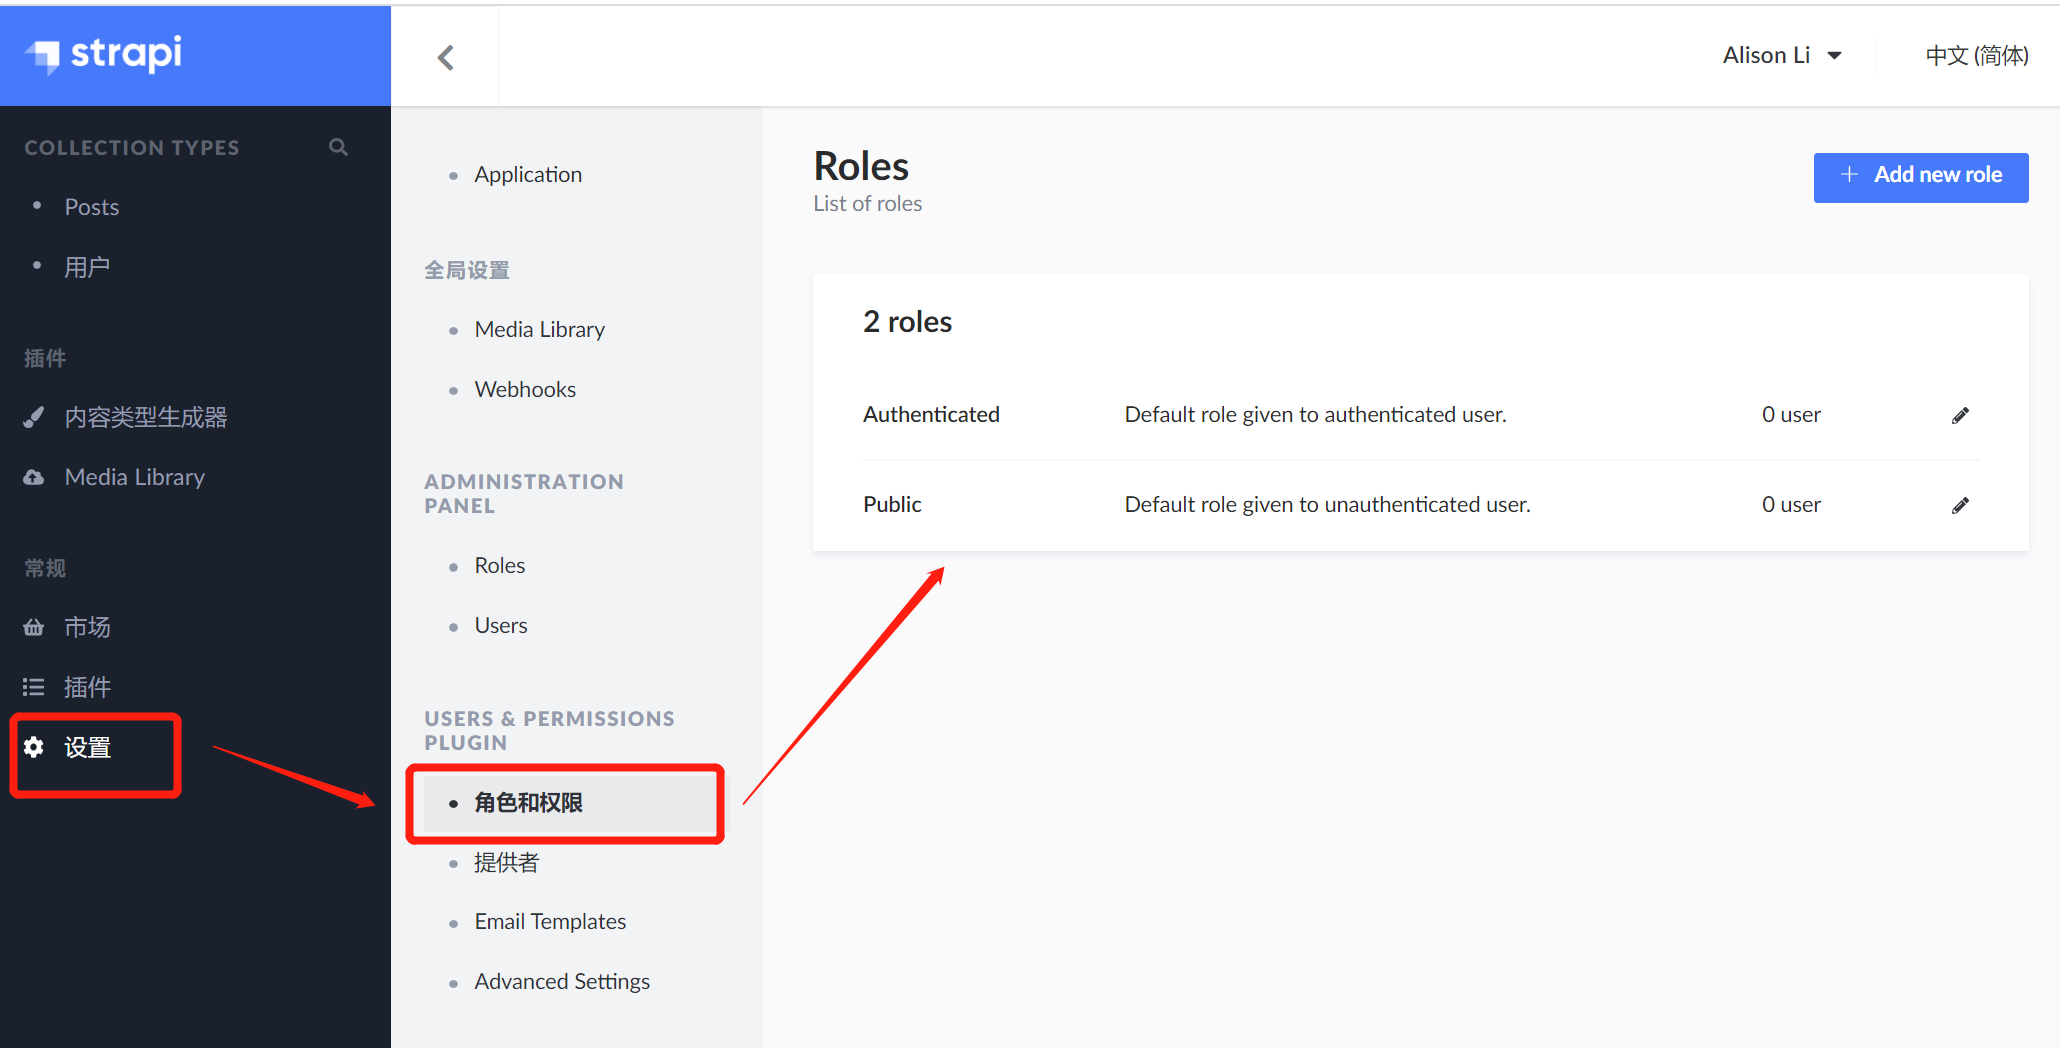 strapi
Alison Li
中文 (简体)
COLLECTION TYPES
Posts
用户
插件
内容类型生成器
Media Library
常规
市场
插件
设置
Application
全局设置
Media Library
Webhooks
ADMINISTRATION
PANEL
Roles
Users
USERS & PERMISSIONS
PLUGIN
角色和权限
提供者
Email Templates
Advanced Settings
Roles
List of roles
Add new role
2 roles
Authenticated Default role given to authenticated user. 0 user
Public Default role given to unauthenticated user. 0 user